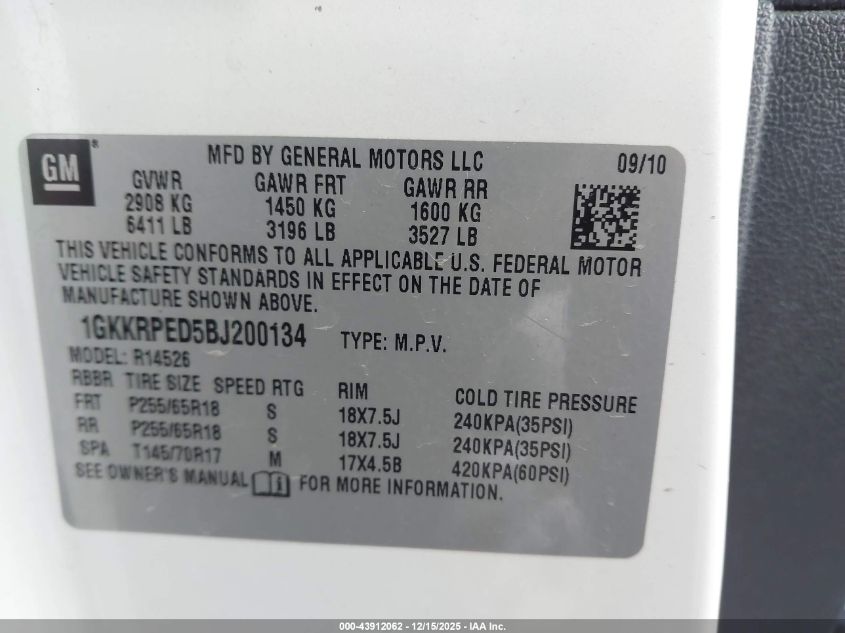 GM ®
MFD BY GENERAL MOTORS LLC 09/10
GVWR GAWR FRT GAWR RR
2908 KG 1450 KG 1600 KG
6411 LB 3196 LB 3527 LB
THIS VEHICLE CONFORMS TO ALL APPLICABLE U.S. FEDERAL MOTOR
VEHICLE SAFETY STANDARDS IN EFFECT ON THE DATE OF
MANUFACTURE SHOWN ABOVE.
1GKKRPED5BJ200134 TYPE: M.P.V.
MODEL: R14526
RBBR TIRE SIZE SPEED RTG RIM COLD TIRE PRESSURE
FRT P255/65R18 S 18X7.5J 240KPA(35PSI)
RR P255/65R18 S 18X7.5J 240KPA(35PSI)
SPA T145/70R17 M 17X4.5B 420KPA(60PSI)
SEE OWNER'S MANUAL FOR MORE INFORMATION.
000-43912062 - 12/15/2025 - IAA Inc.